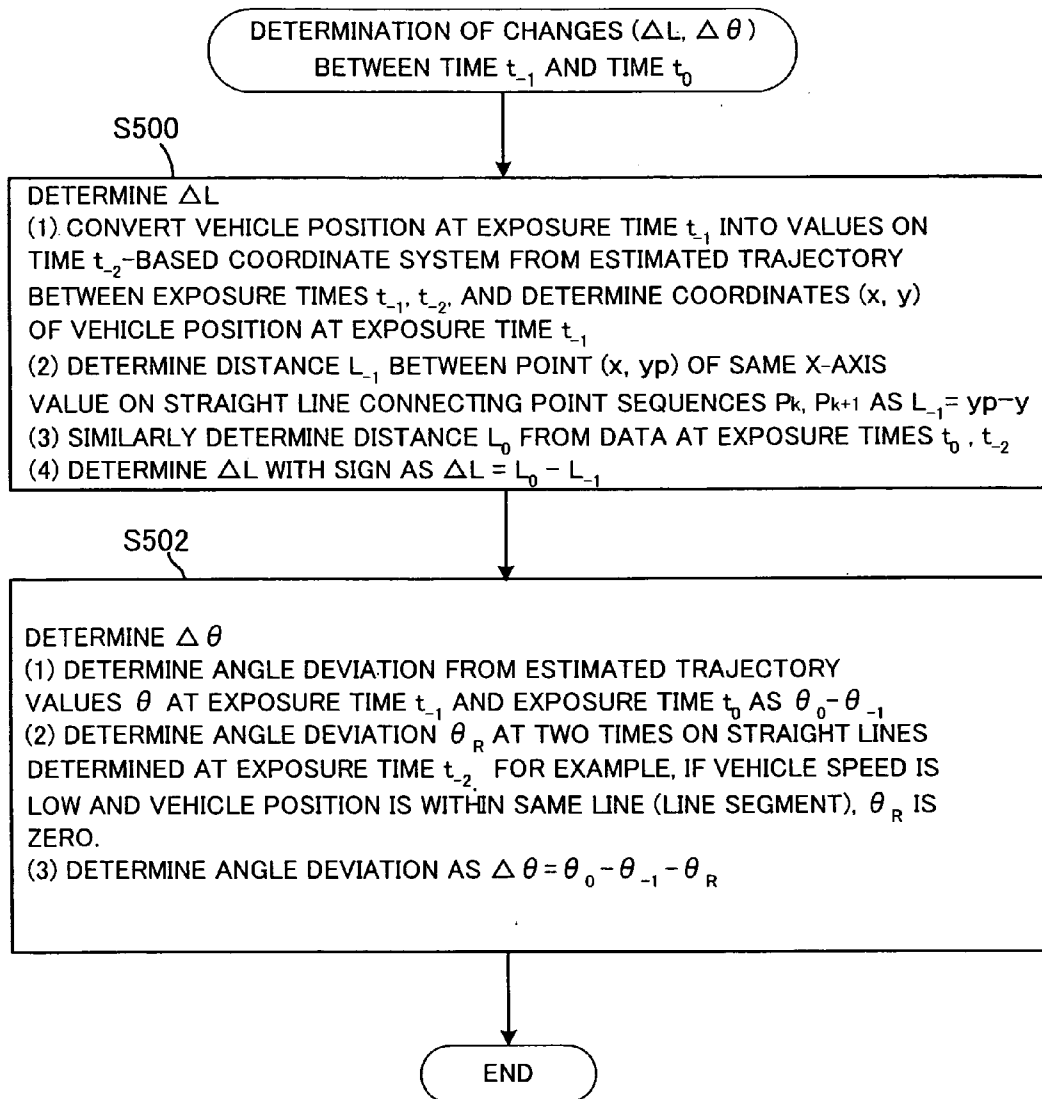 DETERMINATION OF CHANGES (△L, △θ)
BETWEEN TIME t₋₁ AND TIME t₀
S500
DETERMINE △L
(1) CONVERT VEHICLE POSITION AT EXPOSURE TIME t₋₁ INTO VALUES ON
TIME t₋₂-BASED COORDINATE SYSTEM FROM ESTIMATED TRAJECTORY
BETWEEN EXPOSURE TIMES t₋₁, t₋₂, AND DETERMINE COORDINATES (x, y)
OF VEHICLE POSITION AT EXPOSURE TIME t₋₁
(2) DETERMINE DISTANCE L₋₁ BETWEEN POINT (x, yp) OF SAME X-AXIS
VALUE ON STRAIGHT LINE CONNECTING POINT SEQUENCES Pk, Pk+1 AS L₋₁= yp-y
(3) SIMILARLY DETERMINE DISTANCE L₀ FROM DATA AT EXPOSURE TIMES t₀, t₋₂
(4) DETERMINE △L WITH SIGN AS △L = L₀ - L₋₁
S502
DETERMINE △θ
(1) DETERMINE ANGLE DEVIATION FROM ESTIMATED TRAJECTORY
VALUES θ AT EXPOSURE TIME t₋₁ AND EXPOSURE TIME t₀ AS θ₀-θ₋₁
(2) DETERMINE ANGLE DEVIATION θR AT TWO TIMES ON STRAIGHT LINES
DETERMINED AT EXPOSURE TIME t₋₂. FOR EXAMPLE, IF VEHICLE SPEED IS
LOW AND VEHICLE POSITION IS WITHIN SAME LINE (LINE SEGMENT), θR IS
ZERO.
(3) DETERMINE ANGLE DEVIATION AS △θ=θ₀-θ₋₁-θR
END